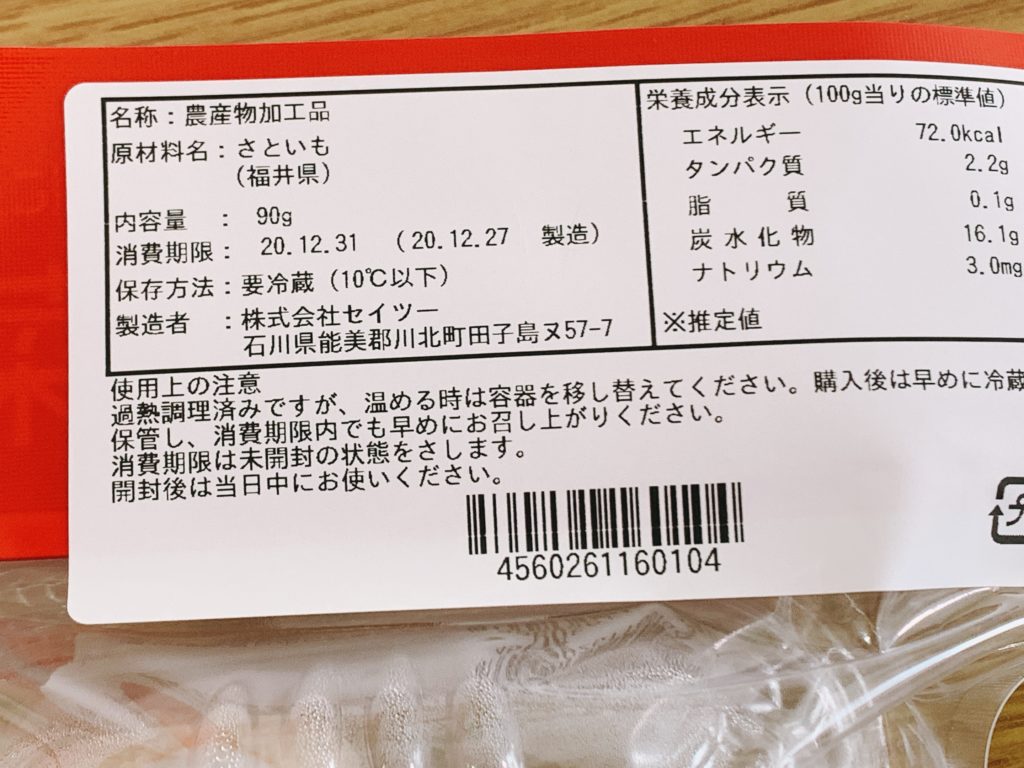 名称：農産物加工品
原材料名：さといも
（福井県）
内容量　：　90g
消費期限：　20.12.31　（20.12.27　製造）
保存方法：要冷蔵（10℃以下）
製造者　：株式会社セイツー
石川県能美郡川北町田子島ヌ57-7
栄養成分表示（100g当りの標準値）
エネルギー　72.0kcal
タンパク質　2.2g
脂　　質　0.1g
炭水化物　16.1g
ナトリウム　3.0mg
※推定値
使用上の注意
過熱調理済みですが、温める時は容器を移し替えてください。購入後は早めに冷蔵
保管し、消費期限内でも早めにお召し上がりください。
消費期限は未開封の状態をさします。
開封後は当日中にお使いください。
4560261160104